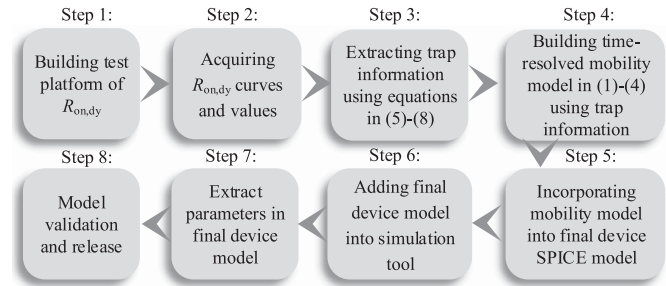 Step 1:
Building test
platform of
Ron,dy
Step 2:
Acquiring
Ron,dy curves
and values
Step 3:
Extracting trap
information
using equations
in (5)-(8)
Step 4:
Building time-
resolved mobility
model in (1)-(4)
using trap
information
Step 5:
Incorporating
mobility model
into final device
SPICE model
Step 6:
Adding final
device model
into simulation
tool
Step 7:
Extract
parameters in
final device
model
Step 8:
Model
validation
and release